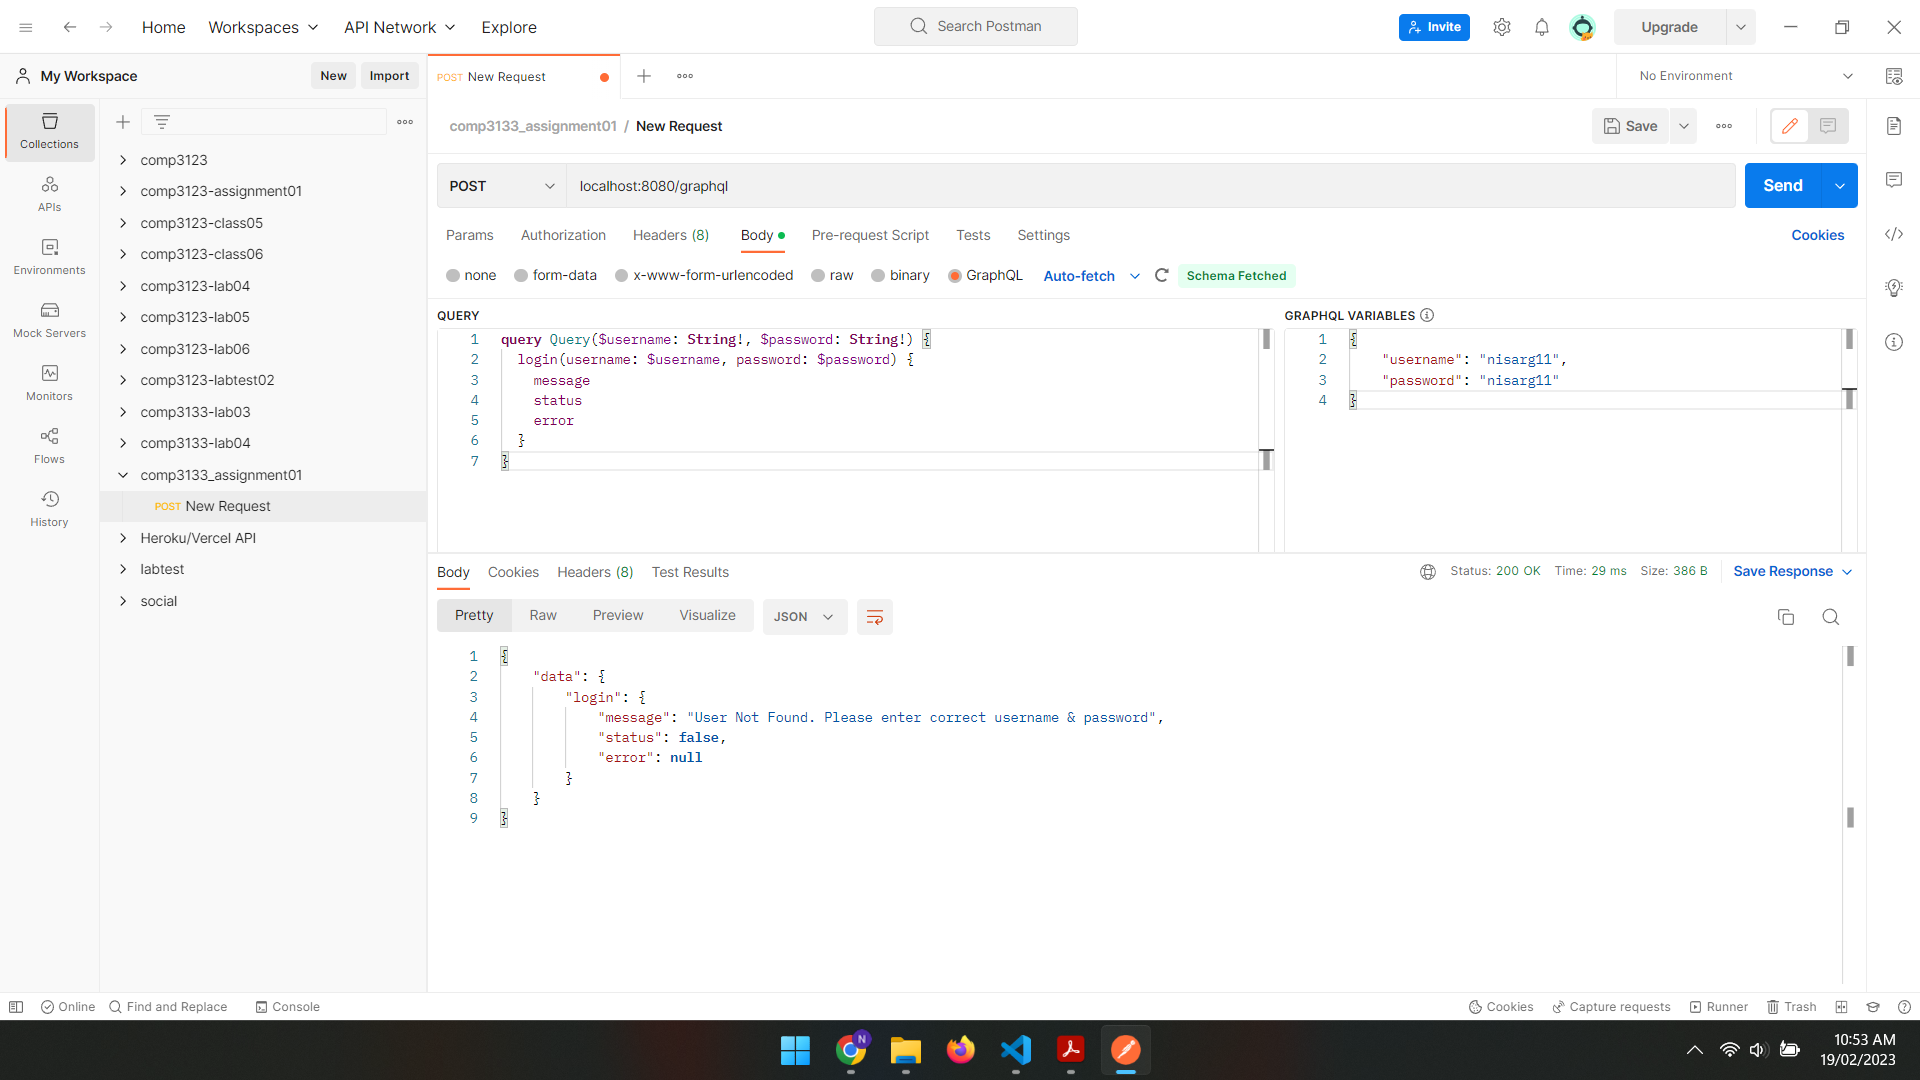 Home Workspaces API Network Explore Search Postman Invite Upgrade
My Workspace New Import POST New Request No Environment
comp3133_assignment01 / New Request Save
Collections
APIs
Environments
Mock Servers
Monitors
Flows
History
comp3123
comp3123-assignment01
comp3123-class05
comp3123-class06
comp3123-lab04
comp3123-lab05
comp3123-lab06
comp3123-labtest02
comp3133-lab03
comp3133-lab04
comp3133_assignment01
POST New Request
Heroku/Vercel API
labtest
social
POST localhost:8080/graphql Send
Params Authorization Headers (8) Body Pre-request Script Tests Settings Cookies
none form-data x-www-form-urlencoded raw binary GraphQL Auto-fetch Schema Fetched
QUERY
1 query Query($username: String!, $password: String!) {
2 login(username: $username, password: $password) {
3 message
4 status
5 error
6 }
7 }
GRAPHQL VARIABLES
1 {
2 "username": "nisarg11",
3 "password": "nisarg11"
4 }
Body Cookies Headers (8) Test Results Status: 200 OK Time: 29 ms Size: 386 B Save Response
Pretty Raw Preview Visualize JSON
1 {
2 "data": {
3 "login": {
4 "message": "User Not Found. Please enter correct username & password",
5 "status": false,
6 "error": null
7 }
8 }
9 }
Online Find and Replace Console Cookies Capture requests Runner Trash
N
10:53 AM
19/02/2023